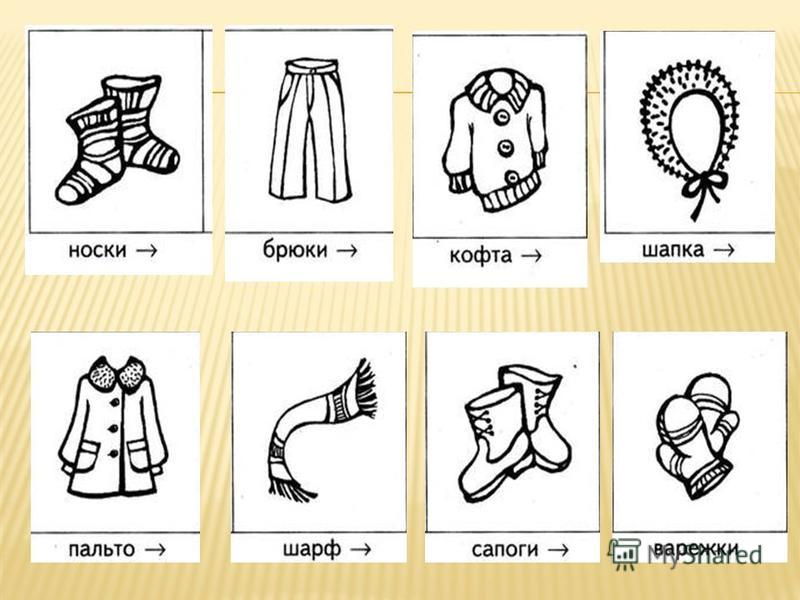 носки →
брюки →
кофта →
шапка →
пальто →
шарф →
сапоги →
варежки
MyShared